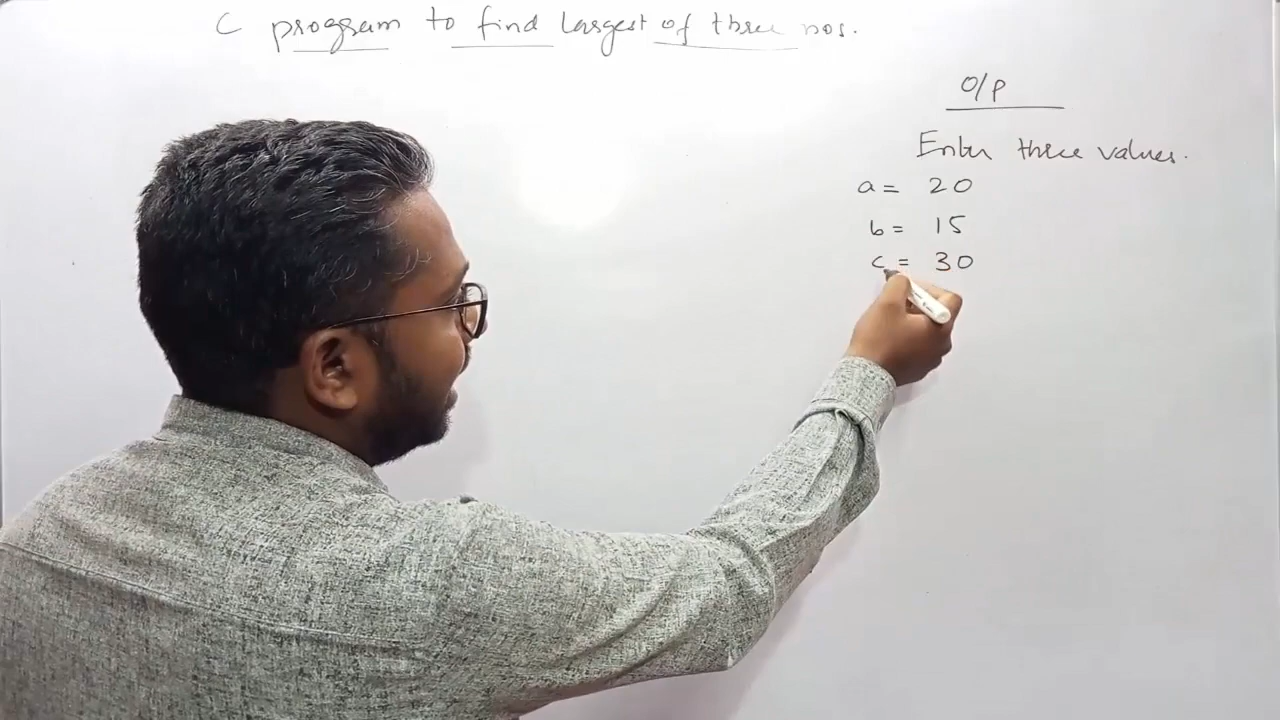 C program to find largest of three nos.
O/P
Enter three values.
a = 20
b = 15
c = 30